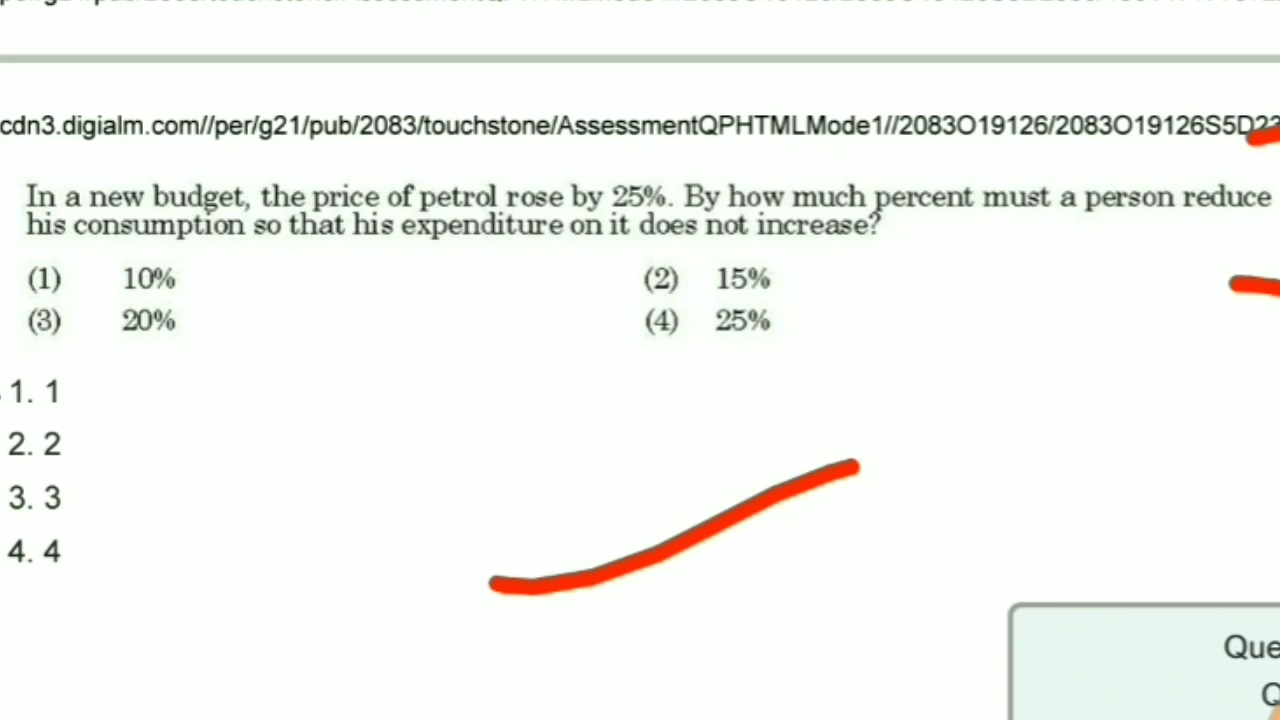 cdn3.digialm.com//per/g21/pub/2083/touchstone/AssessmentQPHTMLMode1//2083O19126/2083O19126S5D
In a new budget, the price of petrol rose by 25%. By how much percent must a person reduce
his consumption so that his expenditure on it does not increase?
(1) 10% (2) 15%
(3) 20% (4) 25%
1. 1
2. 2
3. 3
4. 4
Que
Q